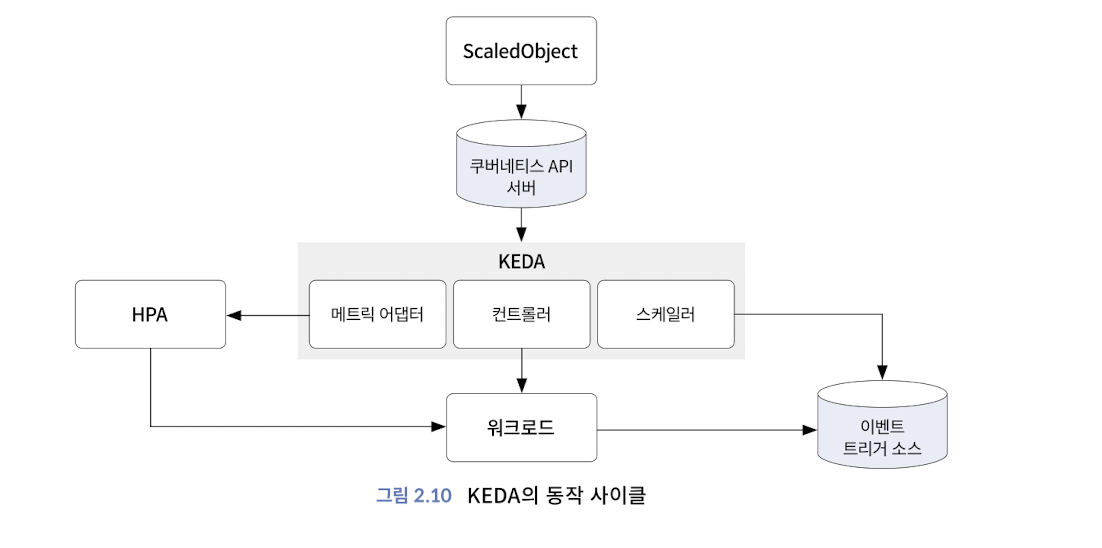 ScaledObject
쿠버네티스 API
서버
KEDA
HPA
메트릭 어댑터
컨트롤러
스케일러
워크로드
이벤트
트리거 소스
그림 2.10 KEDA의 동작 사이클